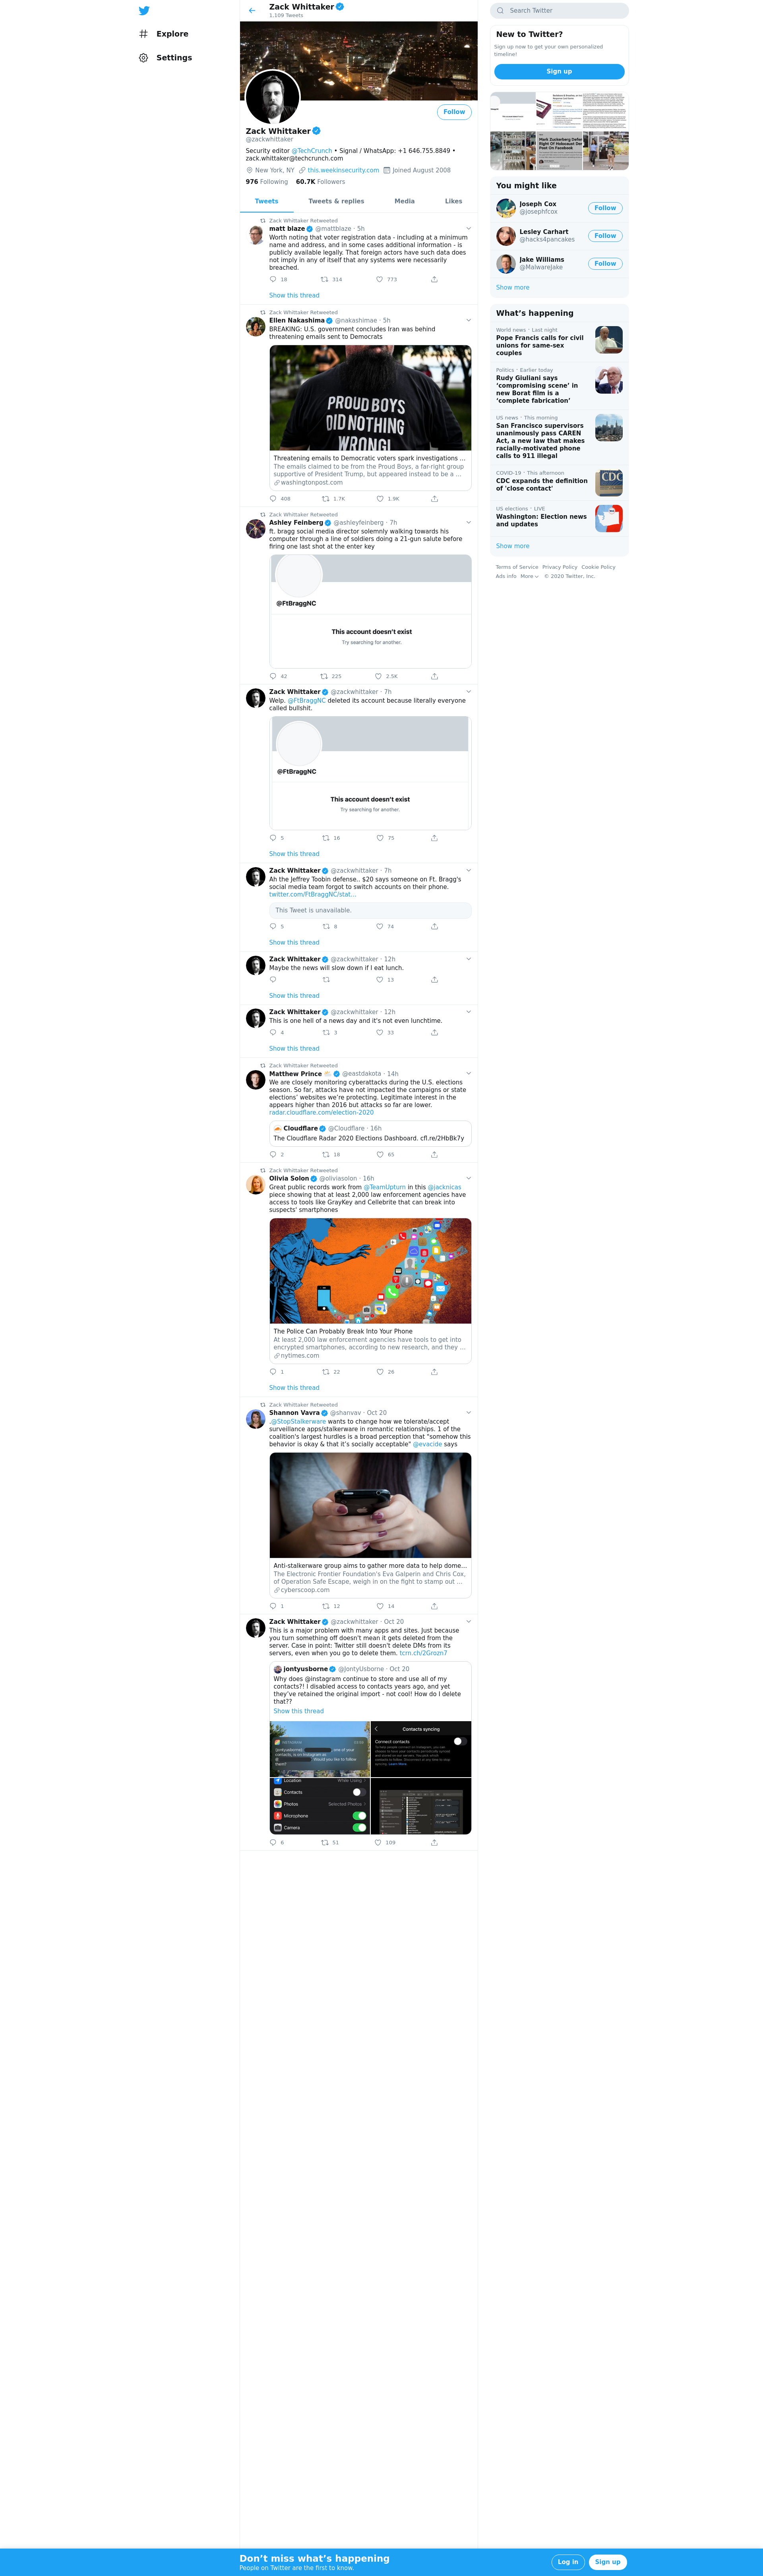 Explore
Settings
Zack Whittaker
1,109 Tweets
Follow
Zack Whittaker
@zackwhittaker
Security editor @TechCrunch • Signal / WhatsApp: +1 646.755.8849 •
zack.whittaker@techcrunch.com
New York, NY this.weekinsecurity.com Joined August 2008
976 Following 60.7K Followers
Tweets Tweets & replies Media Likes
Zack Whittaker Retweeted
matt blaze @mattblaze · 5h
Worth noting that voter registration data - including at a minimum
name and address, and in some cases additional information - is
publicly available legally. That foreign actors have such data does
not imply in any of itself that any systems were necessarily
breached.
18 314 773
Show this thread
Zack Whittaker Retweeted
Ellen Nakashima @nakashimae · 5h
BREAKING: U.S. government concludes Iran was behind
threatening emails sent to Democrats
PROUD BOYS
DID NOTHING
WRONG!
Threatening emails to Democratic voters spark investigations ...
The emails claimed to be from the Proud Boys, a far-right group
supportive of President Trump, but appeared instead to be a ...
washingtonpost.com
408 1.7K 1.9K
Zack Whittaker Retweeted
Ashley Feinberg @ashleyfeinberg · 7h
ft. bragg social media director solemnly walking towards his
computer through a line of soldiers doing a 21-gun salute before
firing one last shot at the enter key
@FtBraggNC
This account doesn't exist
Try searching for another.
42 225 2.5K
Zack Whittaker @zackwhittaker · 7h
Welp. @FtBraggNC deleted its account because literally everyone
called bullshit.
@FtBraggNC
This account doesn't exist
Try searching for another.
5 16 75
Show this thread
Zack Whittaker @zackwhittaker · 7h
Ah the Jeffrey Toobin defense.. $20 says someone on Ft. Bragg's
social media team forgot to switch accounts on their phone.
twitter.com/FtBraggNC/stat...
This Tweet is unavailable.
5 8 74
Show this thread
Zack Whittaker @zackwhittaker · 12h
Maybe the news will slow down if I eat lunch.
13
Show this thread
Zack Whittaker @zackwhittaker · 12h
This is one hell of a news day and it's not even lunchtime.
4 3 33
Show this thread
Zack Whittaker Retweeted
Matthew Prince @eastdakota · 14h
We are closely monitoring cyberattacks during the U.S. elections
season. So far, attacks have not impacted the campaigns or state
elections' websites we're protecting. Legitimate interest in the
appears higher than 2016 but attacks so far are lower.
radar.cloudflare.com/election-2020
Cloudflare @Cloudflare · 16h
The Cloudflare Radar 2020 Elections Dashboard. cfl.re/2HbBk7y
2 18 65
Zack Whittaker Retweeted
Olivia Solon @oliviasolon · 16h
Great public records work from @TeamUpturn in this @jacknicas
piece showing that at least 2,000 law enforcement agencies have
access to tools like GrayKey and Cellebrite that can break into
suspects' smartphones
The Police Can Probably Break Into Your Phone
At least 2,000 law enforcement agencies have tools to get into
encrypted smartphones, according to new research, and they ...
nytimes.com
1 22 26
Show this thread
Zack Whittaker Retweeted
Shannon Vavra @shanvav · Oct 20
.@StopStalkerware wants to change how we tolerate/accept
surveillance apps/stalkerware in romantic relationships. 1 of the
coalition's largest hurdles is a broad perception that "somehow this
behavior is okay & that it's socially acceptable" @evacide says
Anti-stalkerware group aims to gather more data to help dome...
The Electronic Frontier Foundation's Eva Galperin and Chris Cox,
of Operation Safe Escape, weigh in on the fight to stamp out ...
cyberscoop.com
1 12 14
Zack Whittaker @zackwhittaker · Oct 20
This is a major problem with many apps and sites. Just because
you turn something off doesn't mean it gets deleted from the
server. Case in point: Twitter still doesn't delete DMs from its
servers, even when you go to delete them. tcrn.ch/2Grozm7
jontyusborne @JontyUsborne · Oct 20
Why does @instagram continue to store and use all of my
contacts?! I disabled access to contacts years ago, and yet
they've retained the original import - not cool! How do I delete
that??
Show this thread
Contacts syncing
Connect contacts
Location While Using
Contacts
Photos Selected Photos
Microphone
Camera
6 51 109
Search Twitter
New to Twitter?
Sign up now to get your own personalized
timeline!
Sign up
You might like
Joseph Cox
@josephfcox
Follow
Lesley Carhart
@hacks4pancakes
Follow
Jake Williams
@MalwareJake
Follow
Show more
What's happening
World news · Last night
Pope Francis calls for civil
unions for same-sex
couples
Politics · Earlier today
Rudy Giuliani says
'compromising scene' in
new Borat film is a
'complete fabrication'
US news · This morning
San Francisco supervisors
unanimously pass CAREN
Act, a new law that makes
racially-motivated phone
calls to 911 illegal
COVID-19 · This afternoon
CDC expands the definition
of 'close contact'
CDC
US elections · LIVE
Washington: Election news
and updates
Show more
Terms of Service Privacy Policy Cookie Policy
Ads info More © 2020 Twitter, Inc.
Don't miss what's happening
People on Twitter are the first to know.
Log in Sign up